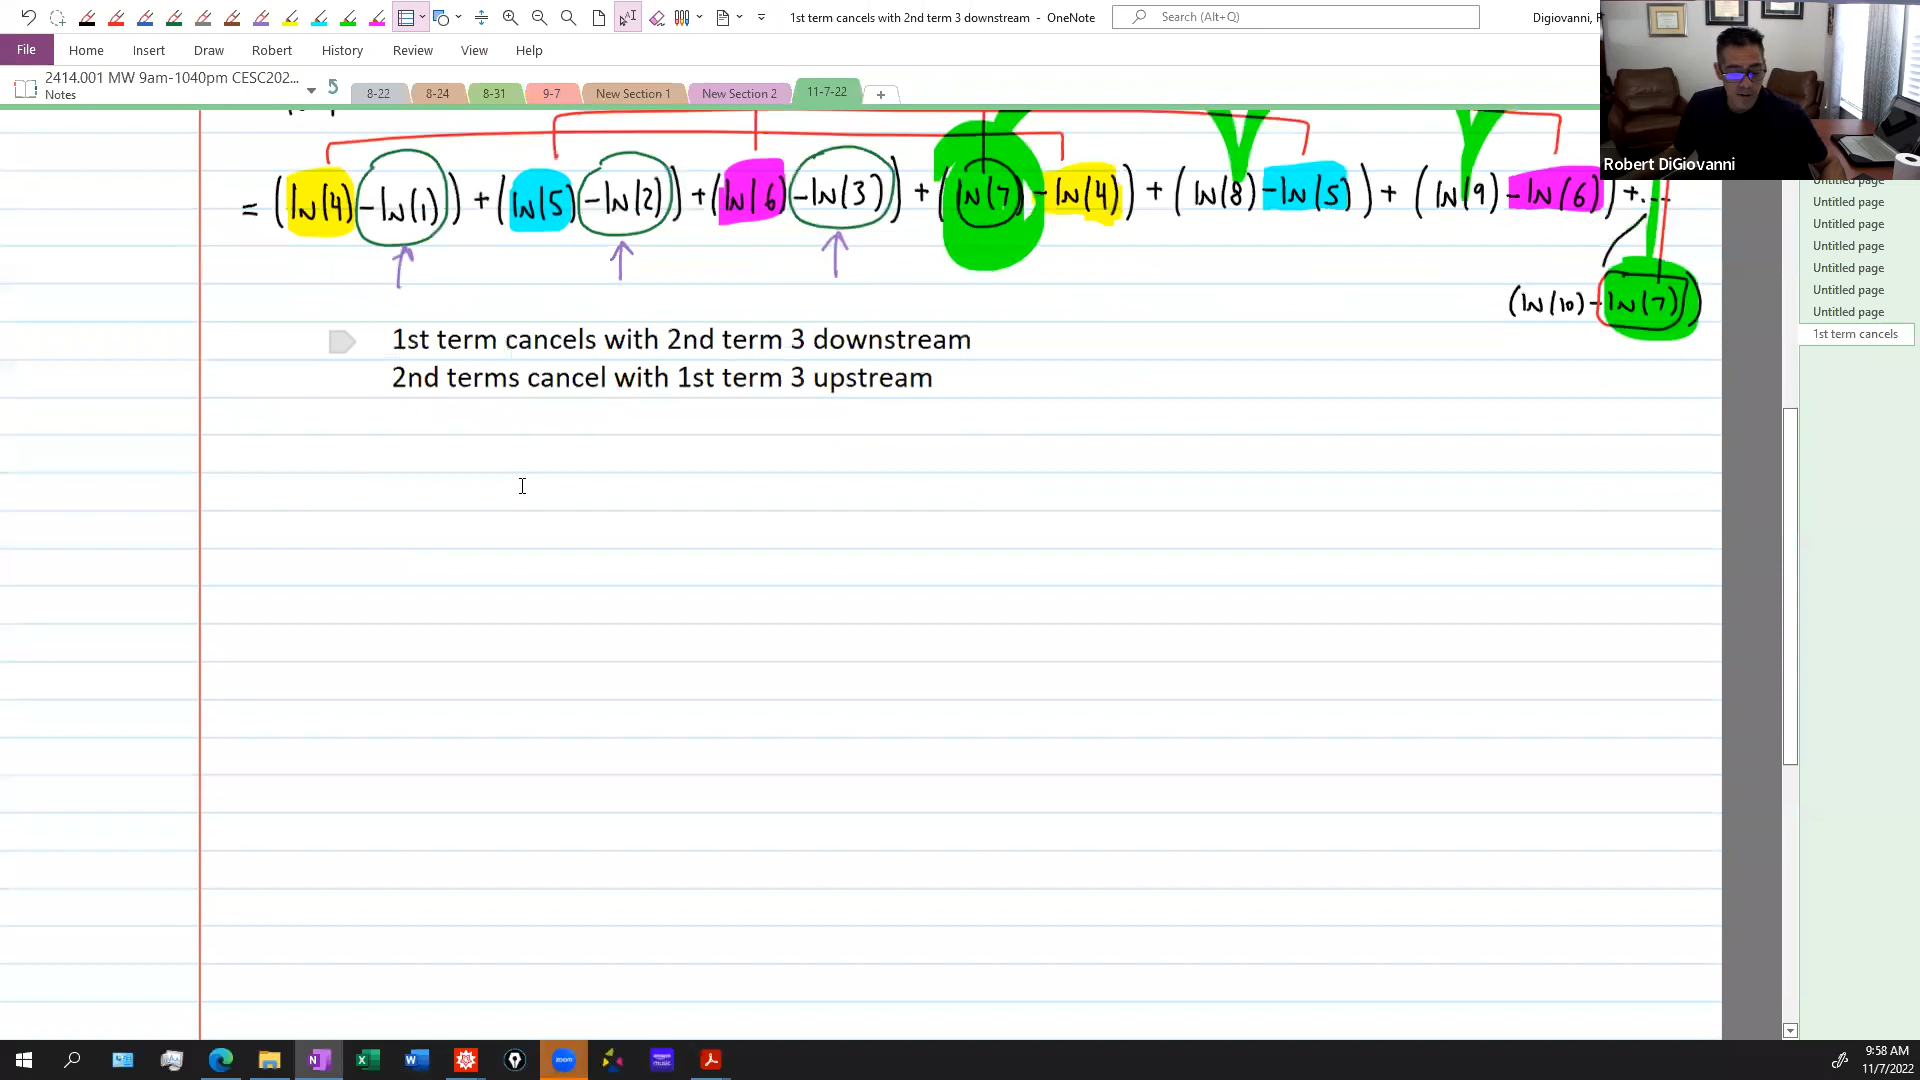 1st term cancels with 2nd term 3 downstream - OneNote
Search (Alt+Q)
Digiovanni,
File Home Insert Draw Robert History Review View Help
2414.001 MW 9am-1040pm CESC202...
Notes
8-22 8-24 8-31 9-7 New Section 1 New Section 2 11-7-22 +
Robert DiGiovanni
= (ln(4) - ln(1)) + (ln(5) - ln(2)) + (ln(6) - ln(3)) + (ln(7) - ln(4)) + (ln(8) - ln(5)) + (ln(9) - ln(6)) + ...
(ln(10) - ln(7))
1st term cancels with 2nd term 3 downstream
2nd terms cancel with 1st term 3 upstream
Untitled page
Untitled page
Untitled page
Untitled page
Untitled page
Untitled page
1st term cancels
zoom
9:58 AM
11/7/2022